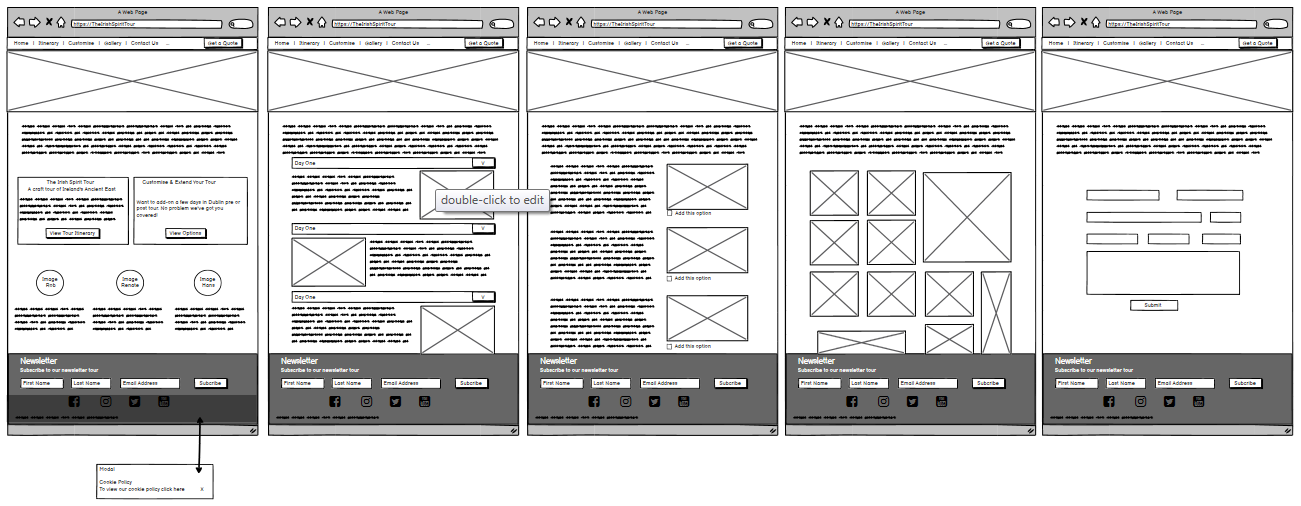 A Web Page
https://TheIrishSpiritTour
Home | Itinerary | Customise | Gallery | Contact Us ...
Get a Quote
The Irish Spirit Tour
A craft tour of Ireland's Ancient East
View Tour Itinerary
Customise & Extend Your Tour
Want to add-on a few days in Dublin pre or
post tour. No problem we've got you
covered!
View Options
Image
Rob
Image
Renate
Image
Hans
Newsletter
Subscribe to our newsletter tour
First Name
Last Name
Email Address
Subcribe
Modal
Cookie Policy
To view our cookie policy click here
X
A Web Page
https://TheIrishSpiritTour
Home | Itinerary | Customise | Gallery | Contact Us ...
Get a Quote
Day One
V
double-click to edit
Day One
V
Day One
V
Newsletter
Subscribe to our newsletter tour
First Name
Last Name
Email Address
Subcribe
A Web Page
https://TheIrishSpiritTour
Home | Itinerary | Customise | Gallery | Contact Us ...
Get a Quote
Add this option
Add this option
Add this option
Newsletter
Subscribe to our newsletter tour
First Name
Last Name
Email Address
Subcribe
A Web Page
https://TheIrishSpiritTour
Home | Itinerary | Customise | Gallery | Contact Us ...
Get a Quote
Newsletter
Subscribe to our newsletter tour
First Name
Last Name
Email Address
Subcribe
A Web Page
https://TheIrishSpiritTour
Home | Itinerary | Customise | Gallery | Contact Us ...
Get a Quote
Submit
Newsletter
Subscribe to our newsletter tour
First Name
Last Name
Email Address
Subcribe